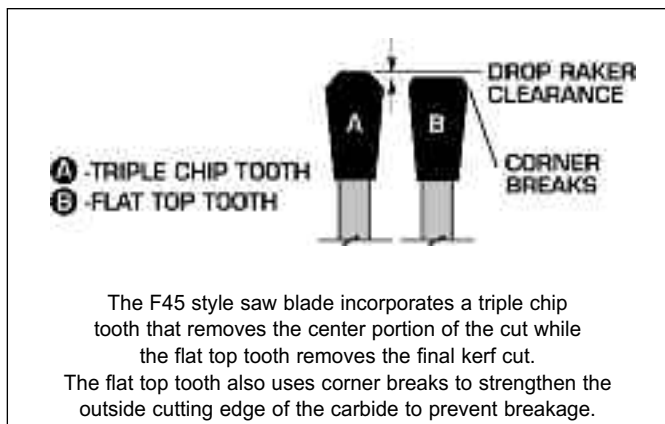 DROP RAKER
CLEARANCE
A B
A -TRIPLE CHIP TOOTH
B -FLAT TOP TOOTH
CORNER
BREAKS
The F45 style saw blade incorporates a triple chip
tooth that removes the center portion of the cut while
the flat top tooth removes the final kerf cut.
The flat top tooth also uses corner breaks to strengthen the
outside cutting edge of the carbide to prevent breakage.